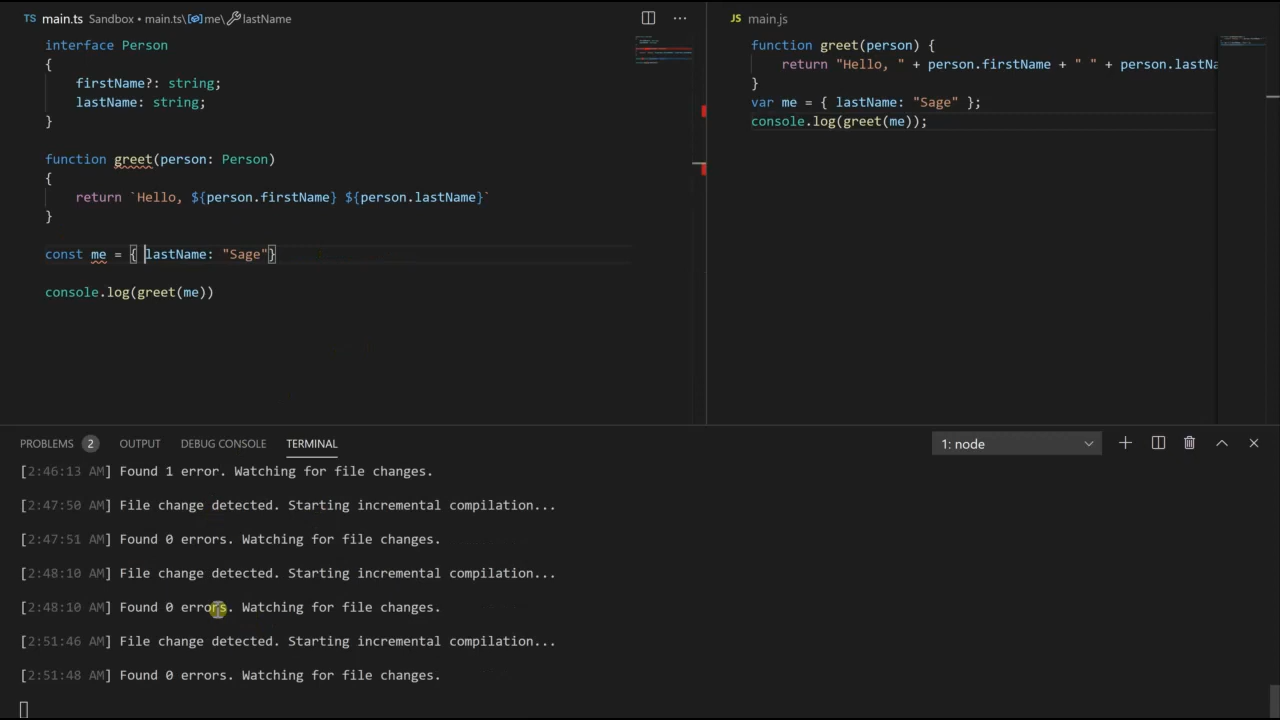 TS main.ts Sandbox • main.ts\me\lastName
interface Person
{
firstName?: string;
lastName: string;
}
function greet(person: Person)
{
return `Hello, ${person.firstName} ${person.lastName}`
}
const me = { lastName: "Sage"}
console.log(greet(me))
JS main.js
function greet(person) {
return "Hello, " + person.firstName + " " + person.lastNa
}
var me = { lastName: "Sage" };
console.log(greet(me));
PROBLEMS 2 OUTPUT DEBUG CONSOLE TERMINAL 1: node
[2:46:13 AM] Found 1 error. Watching for file changes.
[2:47:50 AM] File change detected. Starting incremental compilation...
[2:47:51 AM] Found 0 errors. Watching for file changes.
[2:48:10 AM] File change detected. Starting incremental compilation...
[2:48:10 AM] Found 0 errors. Watching for file changes.
[2:51:46 AM] File change detected. Starting incremental compilation...
[2:51:48 AM] Found 0 errors. Watching for file changes.